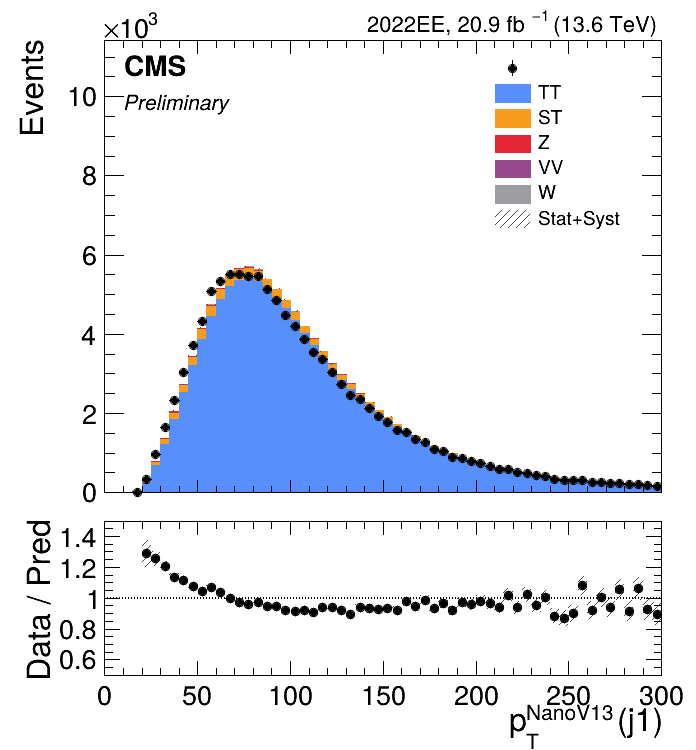 ×10³
2022EE, 20.9 fb ⁻¹ (13.6 TeV)
Events
CMS
Preliminary
TT
ST
Z
VV
W
Stat+Syst
10
8
6
4
2
0
Data / Pred
1.4
1.2
1
0.8
0.6
0 50 100 150 200 250 300
p_T^NanoV13 (j1)